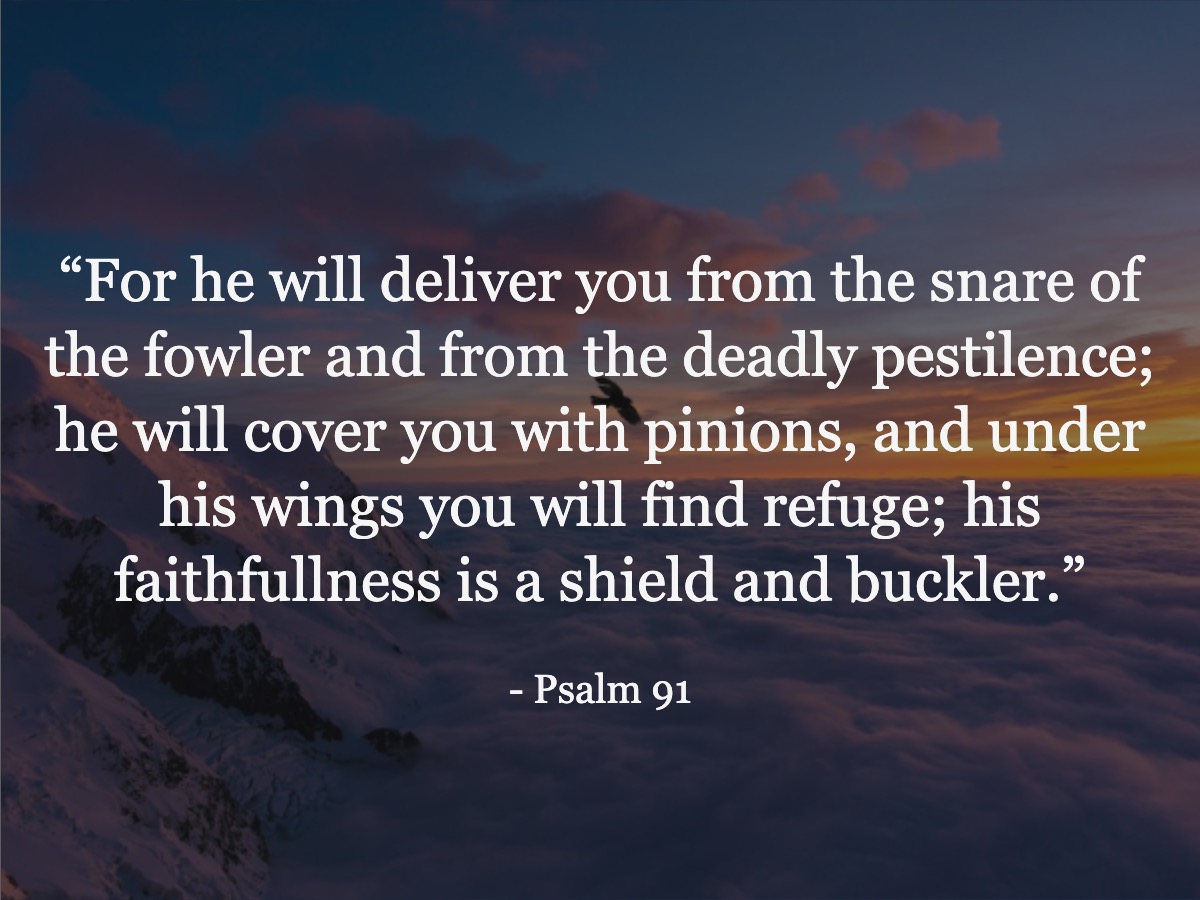 “For he will deliver you from the snare of
the fowler and from the deadly pestilence;
he will cover you with pinions, and under
his wings you will find refuge; his
faithfullness is a shield and buckler.”
- Psalm 91